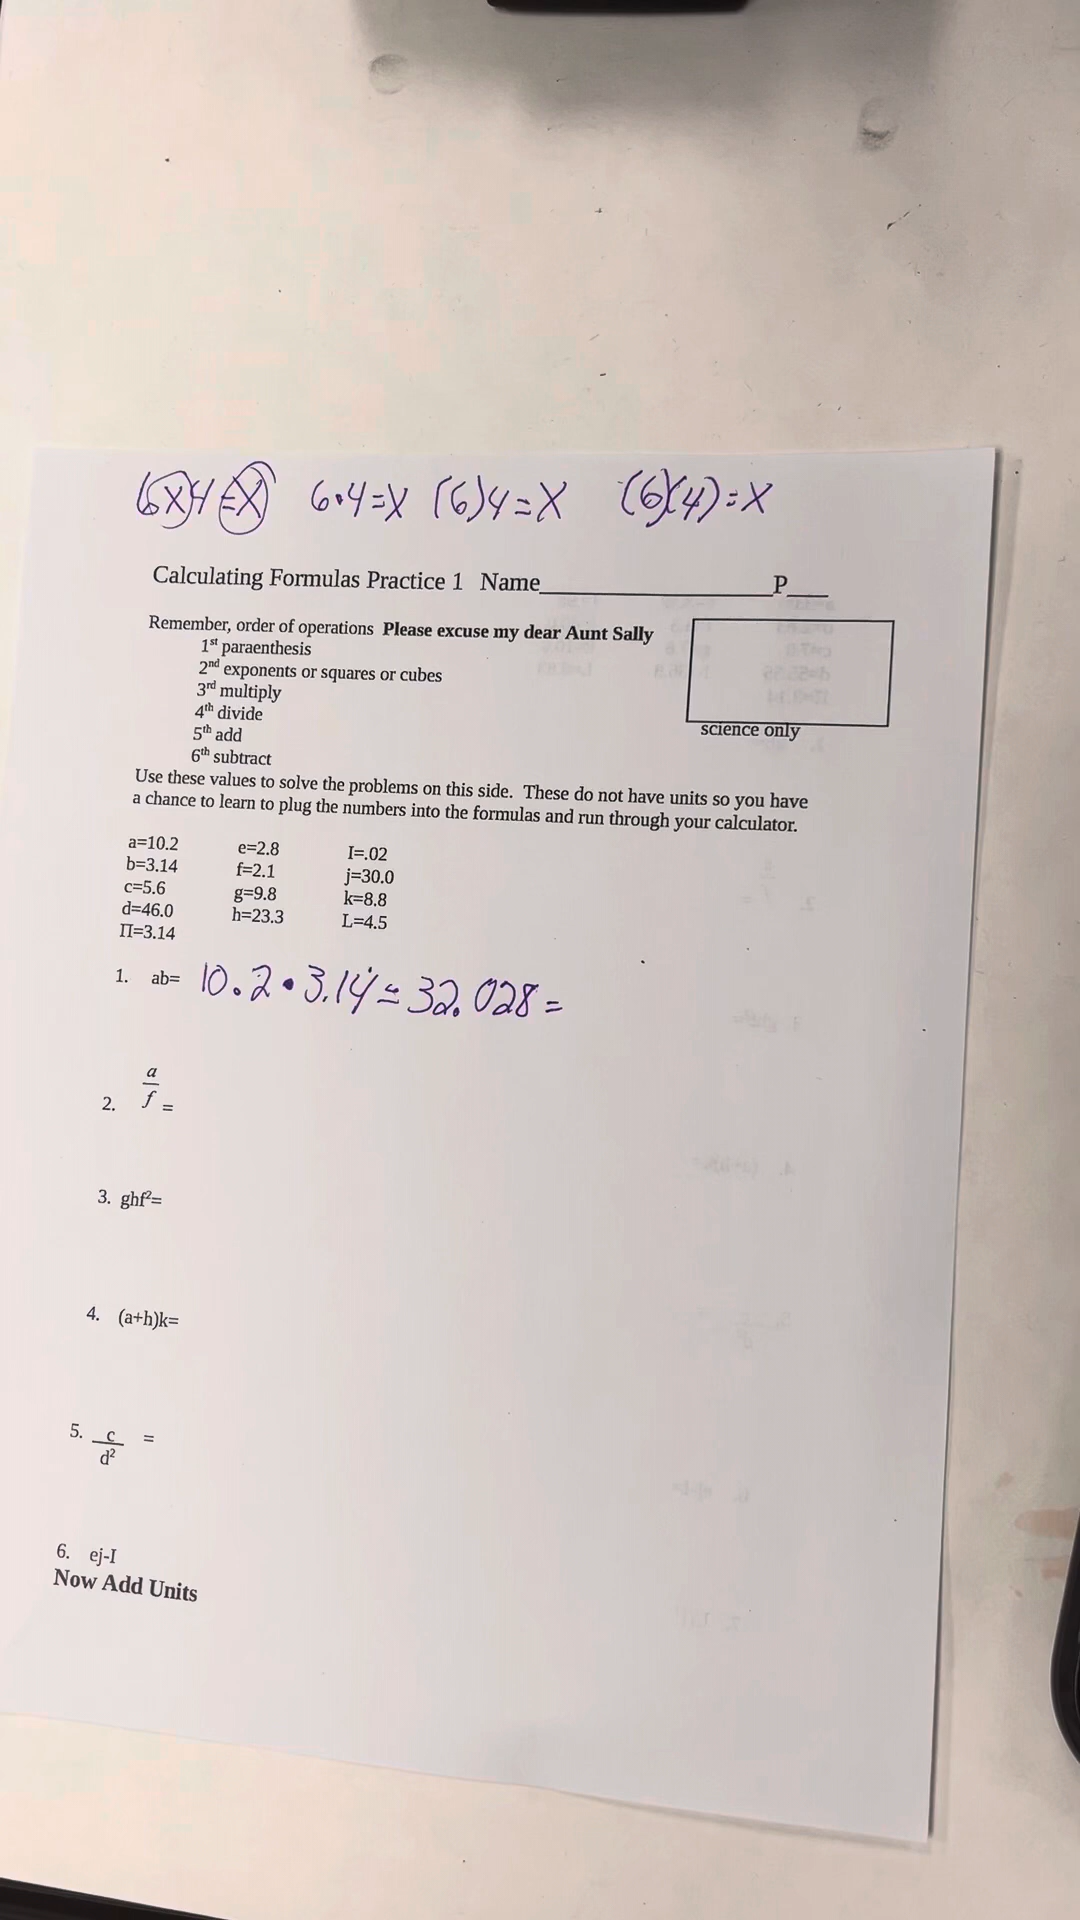 6x4=x 6·4=x (6)4=x (6)(4)=x
Calculating Formulas Practice 1 Name____________________P____
Remember, order of operations Please excuse my dear Aunt Sally
1st paraenthesis
2nd exponents or squares or cubes
3rd multiply
4th divide
5th add
6th subtract
science only
Use these values to solve the problems on this side. These do not have units so you have
a chance to learn to plug the numbers into the formulas and run through your calculator.
a=10.2 e=2.8 I=.02
b=3.14 f=2.1 j=30.0
c=5.6 g=9.8 k=8.8
d=46.0 h=23.3 L=4.5
Π=3.14
1. ab= 10.2·3.14=32.028=
2. a/f =
3. ghf²=
4. (a+h)k=
5. c/d² =
6. ej-I
Now Add Units